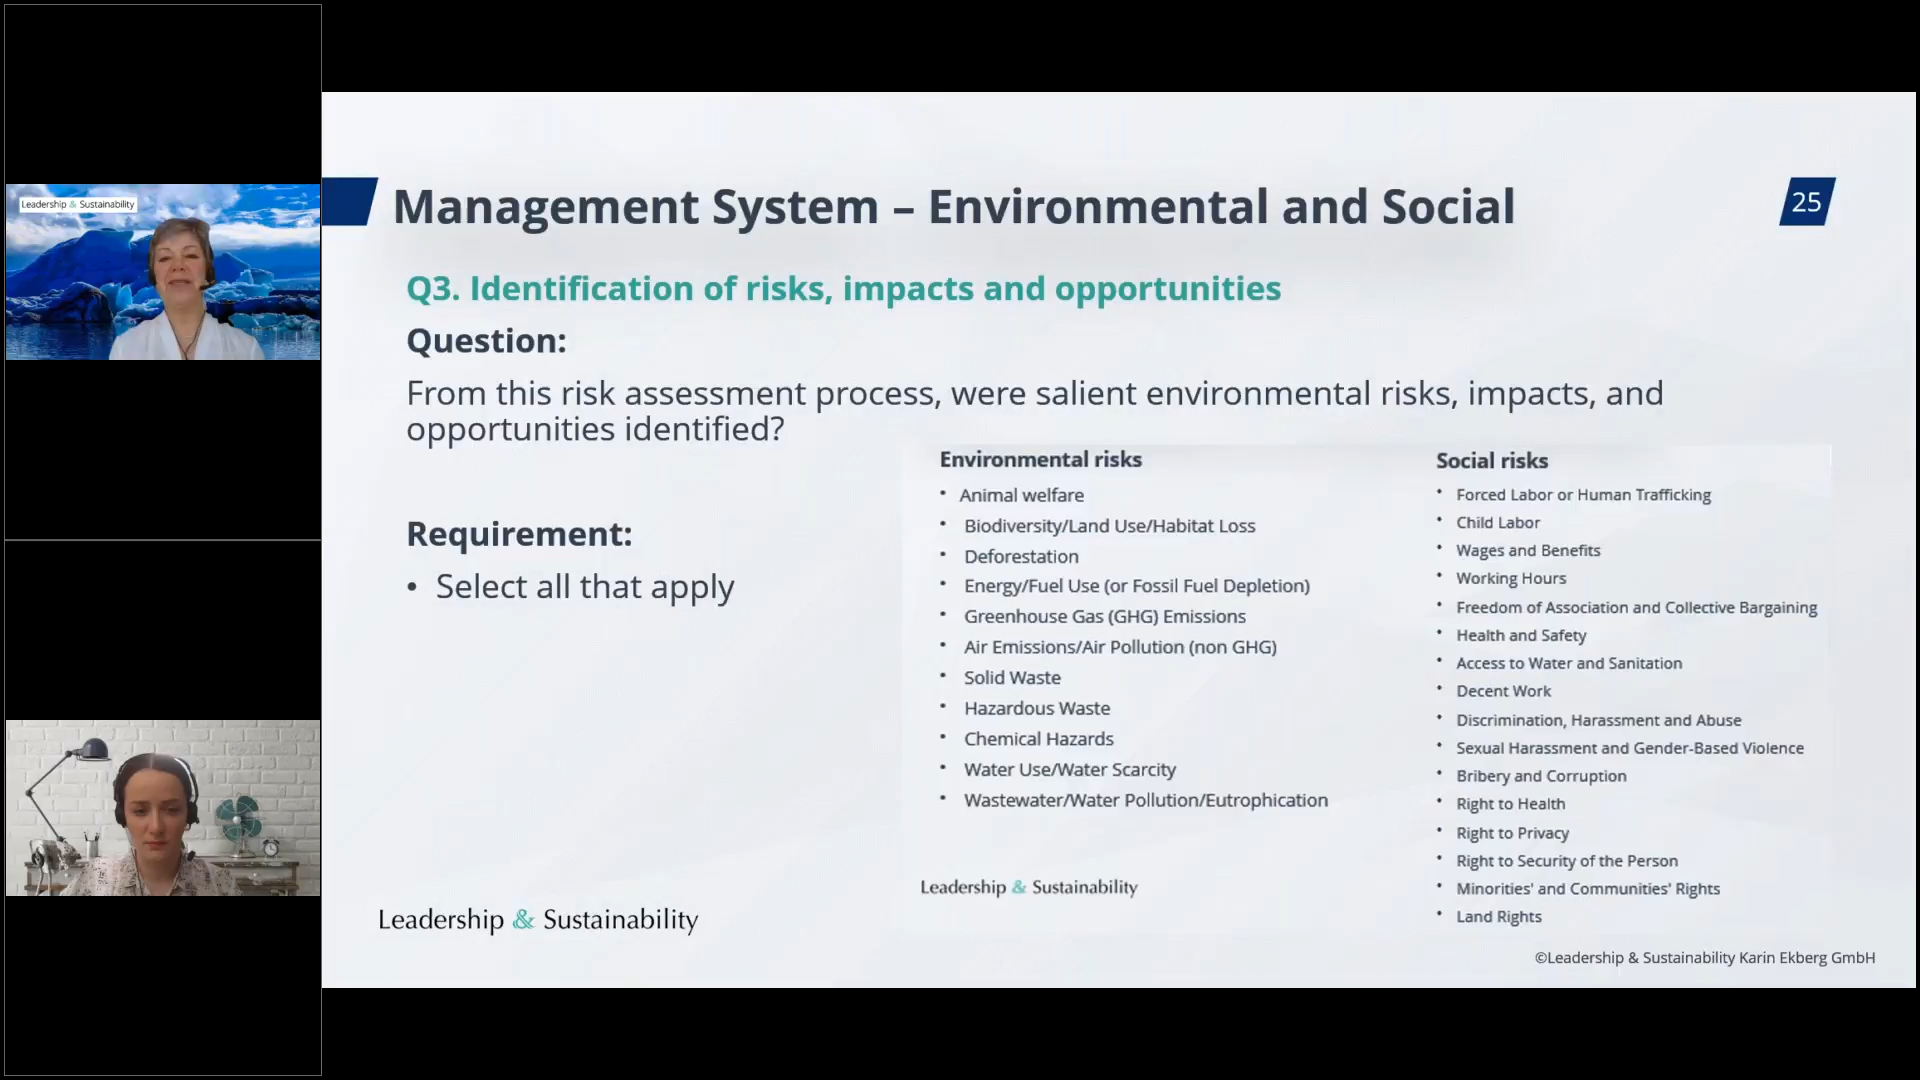 Leadership & Sustainability
Management System – Environmental and Social
25
Q3. Identification of risks, impacts and opportunities
Question:
From this risk assessment process, were salient environmental risks, impacts, and
opportunities identified?
Requirement:
• Select all that apply
Environmental risks
• Animal welfare
• Biodiversity/Land Use/Habitat Loss
• Deforestation
• Energy/Fuel Use (or Fossil Fuel Depletion)
• Greenhouse Gas (GHG) Emissions
• Air Emissions/Air Pollution (non GHG)
• Solid Waste
• Hazardous Waste
• Chemical Hazards
• Water Use/Water Scarcity
• Wastewater/Water Pollution/Eutrophication
Leadership & Sustainability
Social risks
• Forced Labor or Human Trafficking
• Child Labor
• Wages and Benefits
• Working Hours
• Freedom of Association and Collective Bargaining
• Health and Safety
• Access to Water and Sanitation
• Decent Work
• Discrimination, Harassment and Abuse
• Sexual Harassment and Gender-Based Violence
• Bribery and Corruption
• Right to Health
• Right to Privacy
• Right to Security of the Person
• Minorities' and Communities' Rights
• Land Rights
Leadership & Sustainability
©Leadership & Sustainability Karin Ekberg GmbH